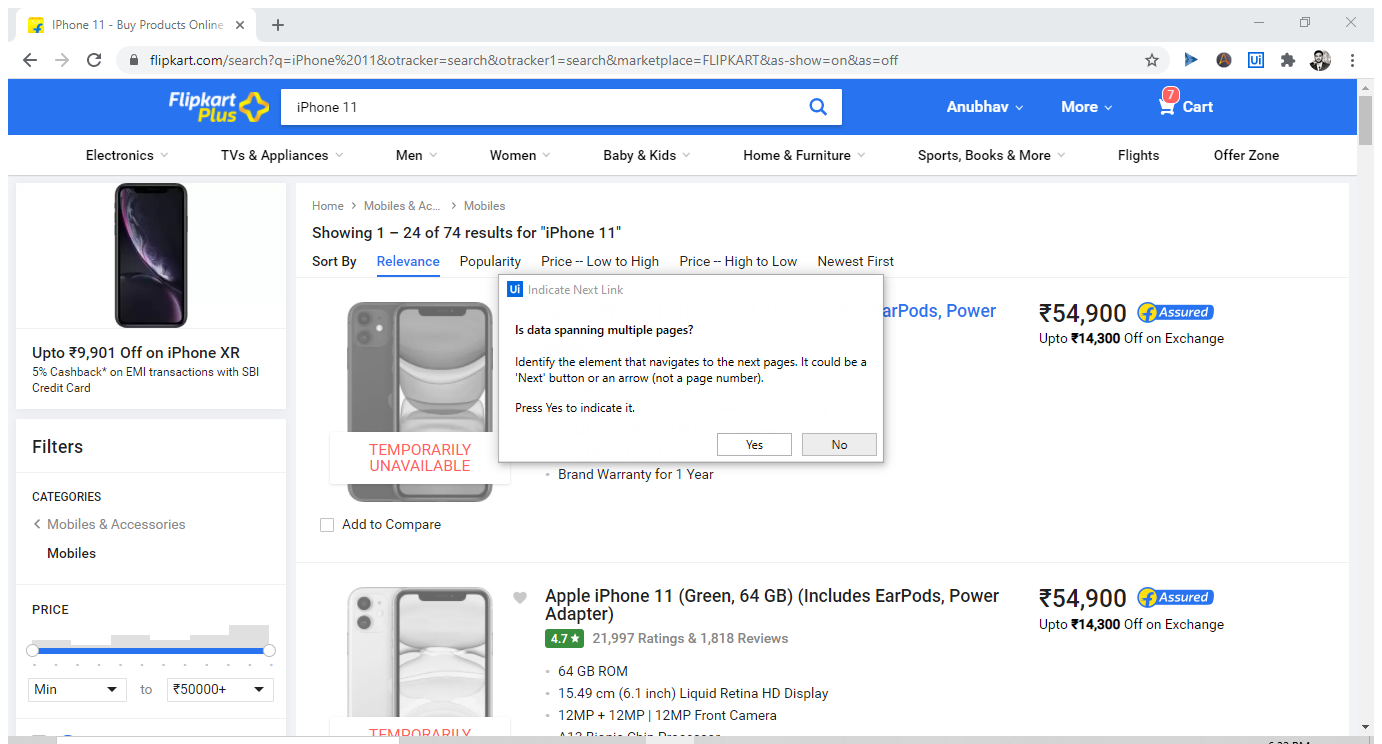 IPhone 11 - Buy Products Online
flipkart.com/search?q=iPhone%2011&otracker=search&otracker1=search&marketplace=FLIPKART&as-show=on&as=off
Ui
Flipkart
Plus
iPhone 11
Anubhav
More
7
Cart
Electronics
TVs & Appliances
Men
Women
Baby & Kids
Home & Furniture
Sports, Books & More
Flights
Offer Zone
Upto ₹9,901 Off on iPhone XR
5% Cashback* on EMI transactions with SBI
Credit Card
Filters
CATEGORIES
Mobiles & Accessories
Mobiles
PRICE
Min
to
₹50000+
Home
Mobiles & Ac...
Mobiles
Showing 1 – 24 of 74 results for "iPhone 11"
Sort By
Relevance
Popularity
Price -- Low to High
Price -- High to Low
Newest First
Ui Indicate Next Link
Is data spanning multiple pages?
Identify the element that navigates to the next pages. It could be a
'Next' button or an arrow (not a page number).
Press Yes to indicate it.
Yes
No
arPods, Power
₹54,900
Assured
Upto ₹14,300 Off on Exchange
TEMPORARILY
UNAVAILABLE
Brand Warranty for 1 Year
Add to Compare
Apple iPhone 11 (Green, 64 GB) (Includes EarPods, Power
Adapter)
4.7★ 21,997 Ratings & 1,818 Reviews
64 GB ROM
15.49 cm (6.1 inch) Liquid Retina HD Display
12MP + 12MP | 12MP Front Camera
A13 Bionic Chip Processor
₹54,900
Assured
Upto ₹14,300 Off on Exchange
TEMPORARILY